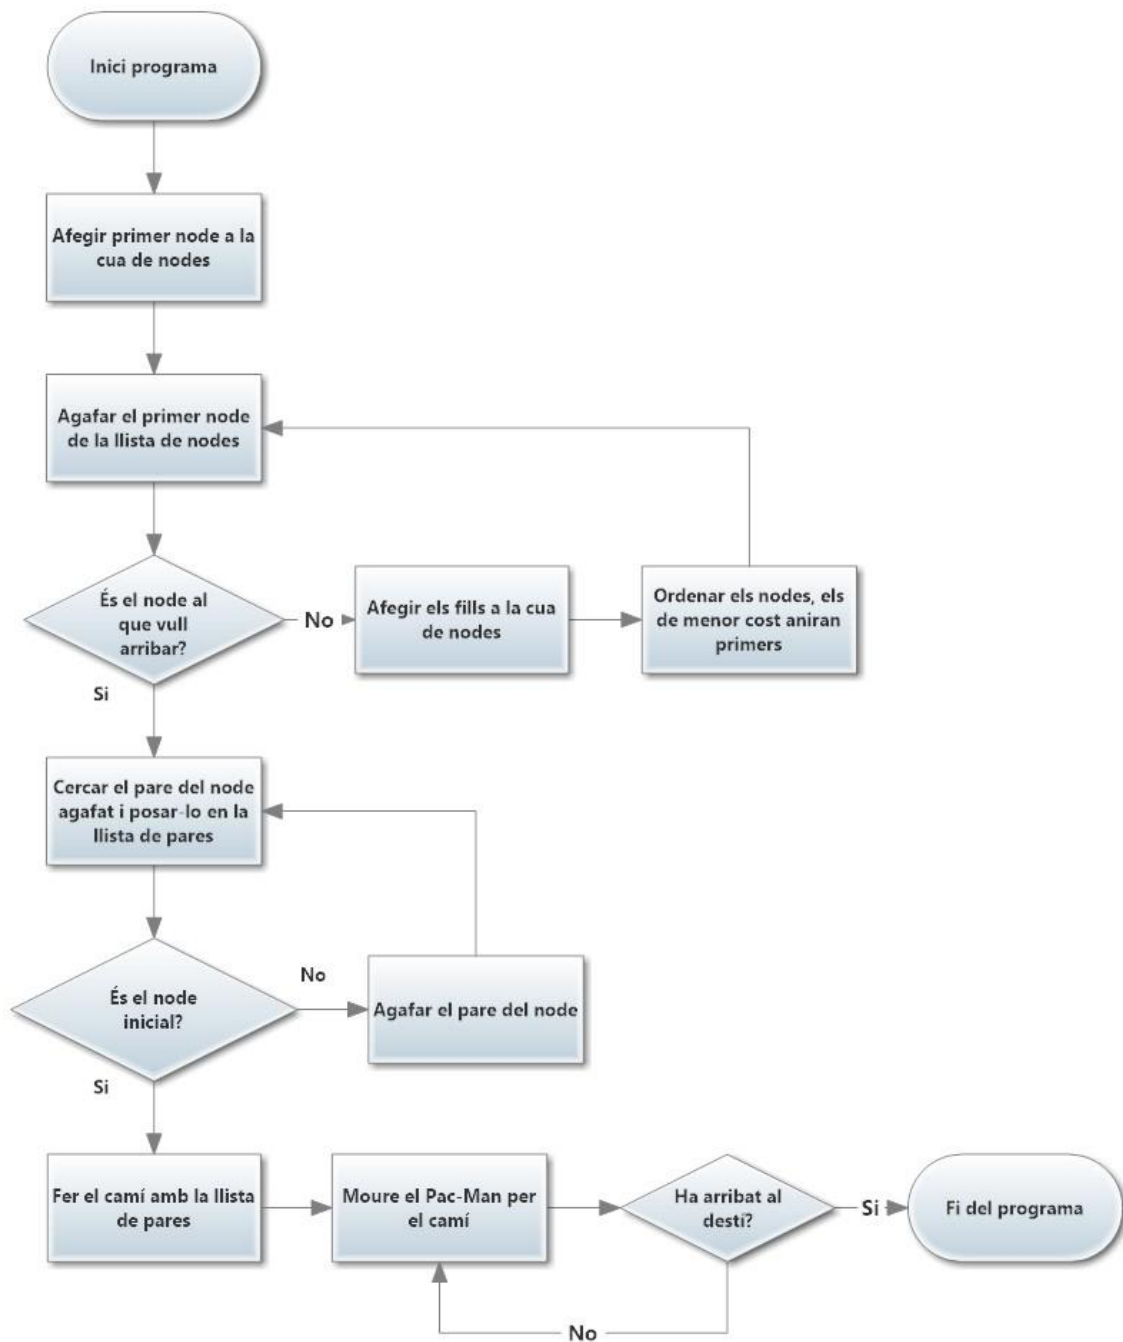 Inici programa
Afegir primer node a la
cua de nodes
Agafar el primer node
de la llista de nodes
És el node al
que vull
arribar?
No
Afegir els fills a la cua
de nodes
Ordenar els nodes, els
de menor cost aniran
primers
Si
Cercar el pare del node
agafat i posar-lo en la
llista de pares
És el node
inicial?
No
Agafar el pare del node
Si
Fer el camí amb la llista
de pares
Moure el Pac-Man per
el camí
Ha arribat al
destí?
Si
Fi del programa
No